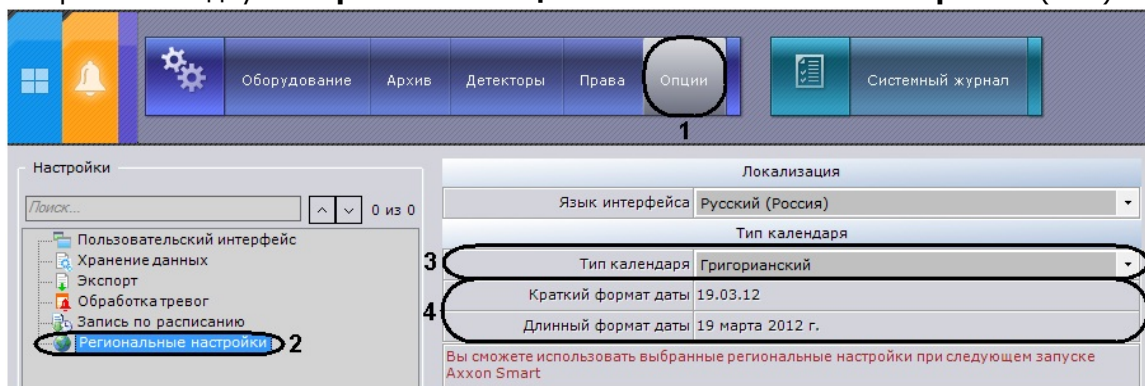 Оборудование Архив Детекторы Права Опции Системный журнал
1
Настройки
Поиск... 0 из 0
Пользовательский интерфейс
Хранение данных
Экспорт
Обработка тревог
Запись по расписанию
Региональные настройки 2
Локализация
Язык интерфейса Русский (Россия)
Тип календаря
3 Тип календаря Григорианский
4 Краткий формат даты 19.03.12
Длинный формат даты 19 марта 2012 г.
Вы сможете использовать выбранные региональные настройки при следующем запуске
Axxon Smart